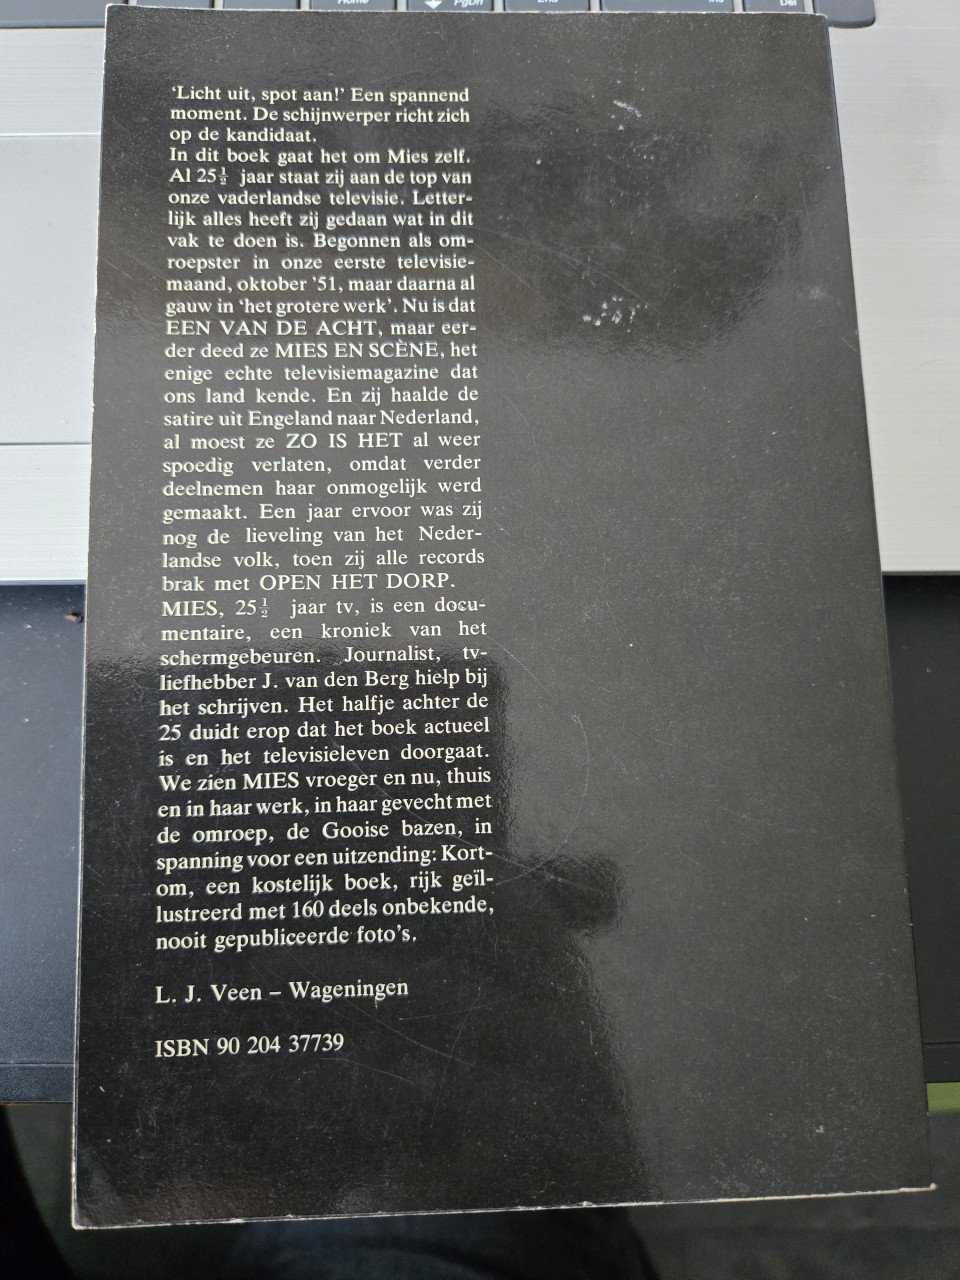 Home
PgDn
End
Ins
Del
‘Licht uit, spot aan!’ Een spannend
moment. De schijnwerper richt zich
op de kandidaat.
In dit boek gaat het om Mies zelf.
Al 25½ jaar staat zij aan de top van
onze vaderlandse televisie. Letter-
lijk alles heeft zij gedaan wat in dit
vak te doen is. Begonnen als om-
roepster in onze eerste televisie-
maand, oktober ’51, maar daarna al
gauw in ‘het grotere werk’. Nu is dat
EEN VAN DE ACHT, maar eer-
der deed ze MIES EN SCÈNE, het
enige echte televisiemagazine dat
ons land kende. En zij haalde de
satire uit Engeland naar Nederland,
al moest ze ZO IS HET al weer
spoedig verlaten, omdat verder
deelnemen haar onmogelijk werd
gemaakt. Een jaar ervoor was zij
nog de lieveling van het Neder-
landse volk, toen zij alle records
brak met OPEN HET DORP.
MIES, 25½ jaar tv, is een docu-
mentaire, een kroniek van het
schermgebeuren. Journalist, tv-
liefhebber J. van den Berg hielp bij
het schrijven. Het halfje achter de
25 duidt erop dat het boek actueel
is en het televisieleven doorgaat.
We zien MIES vroeger en nu, thuis
en in haar werk, in haar gevecht met
de omroep, de Gooise bazen, in
spanning voor een uitzending: Kort-
om, een kostelijk boek, rijk geïl-
lustreerd met 160 deels onbekende,
nooit gepubliceerde foto’s.
L. J. Veen – Wageningen
ISBN 90 204 37739